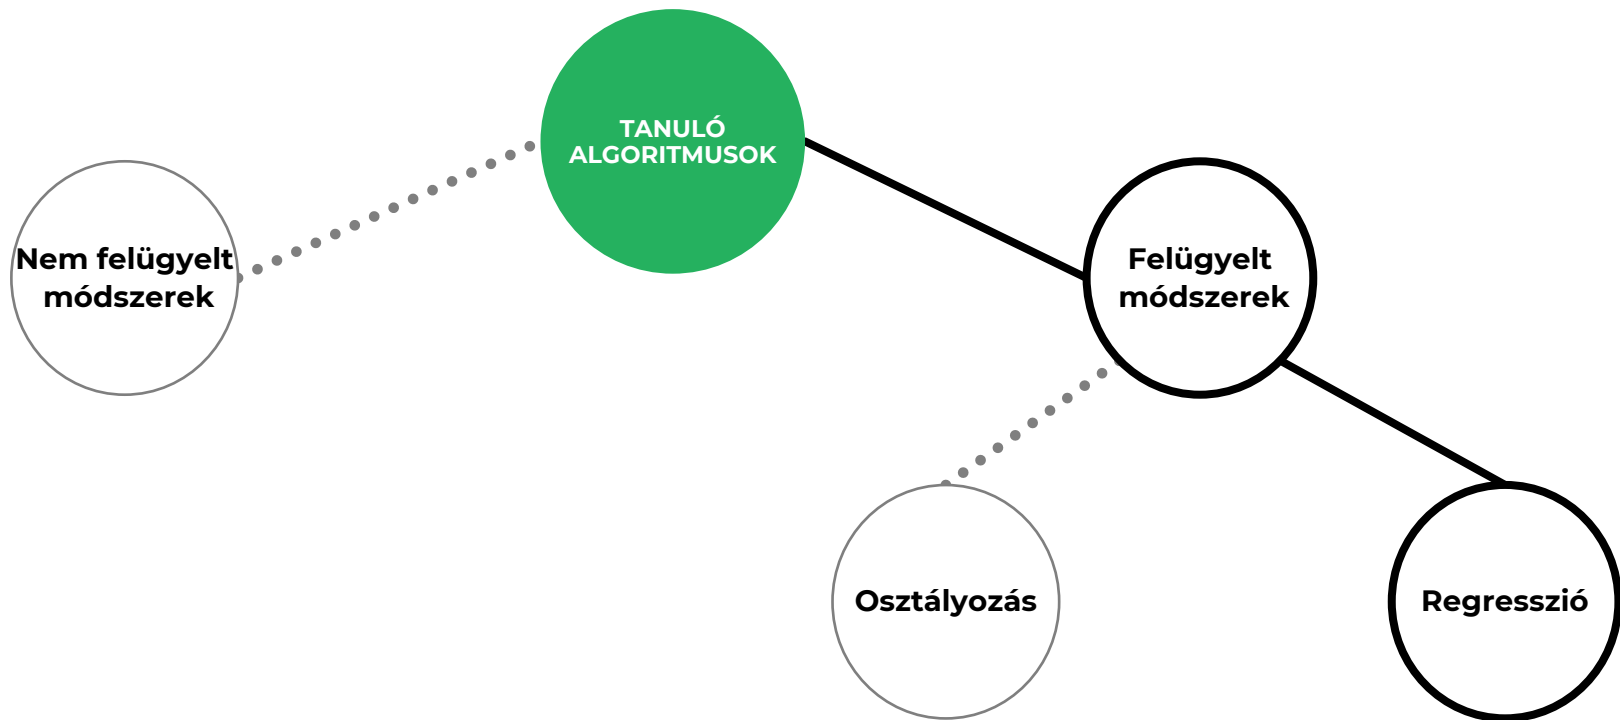 TANULÓ
ALGORITMUSOK
Nem felügyelt
módszerek
Felügyelt
módszerek
Osztályozás
Regresszió